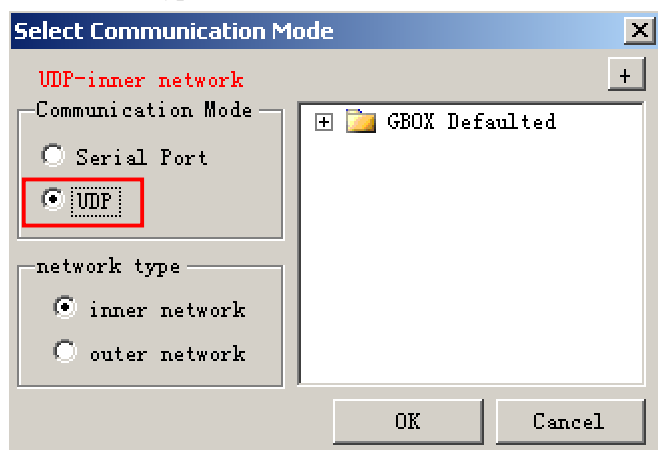 Select Communication Mode
UDP-inner network
+
Communication Mode
Serial Port
UDP
network type
inner network
outer network
GBOX Defaulted
OK
Cancel